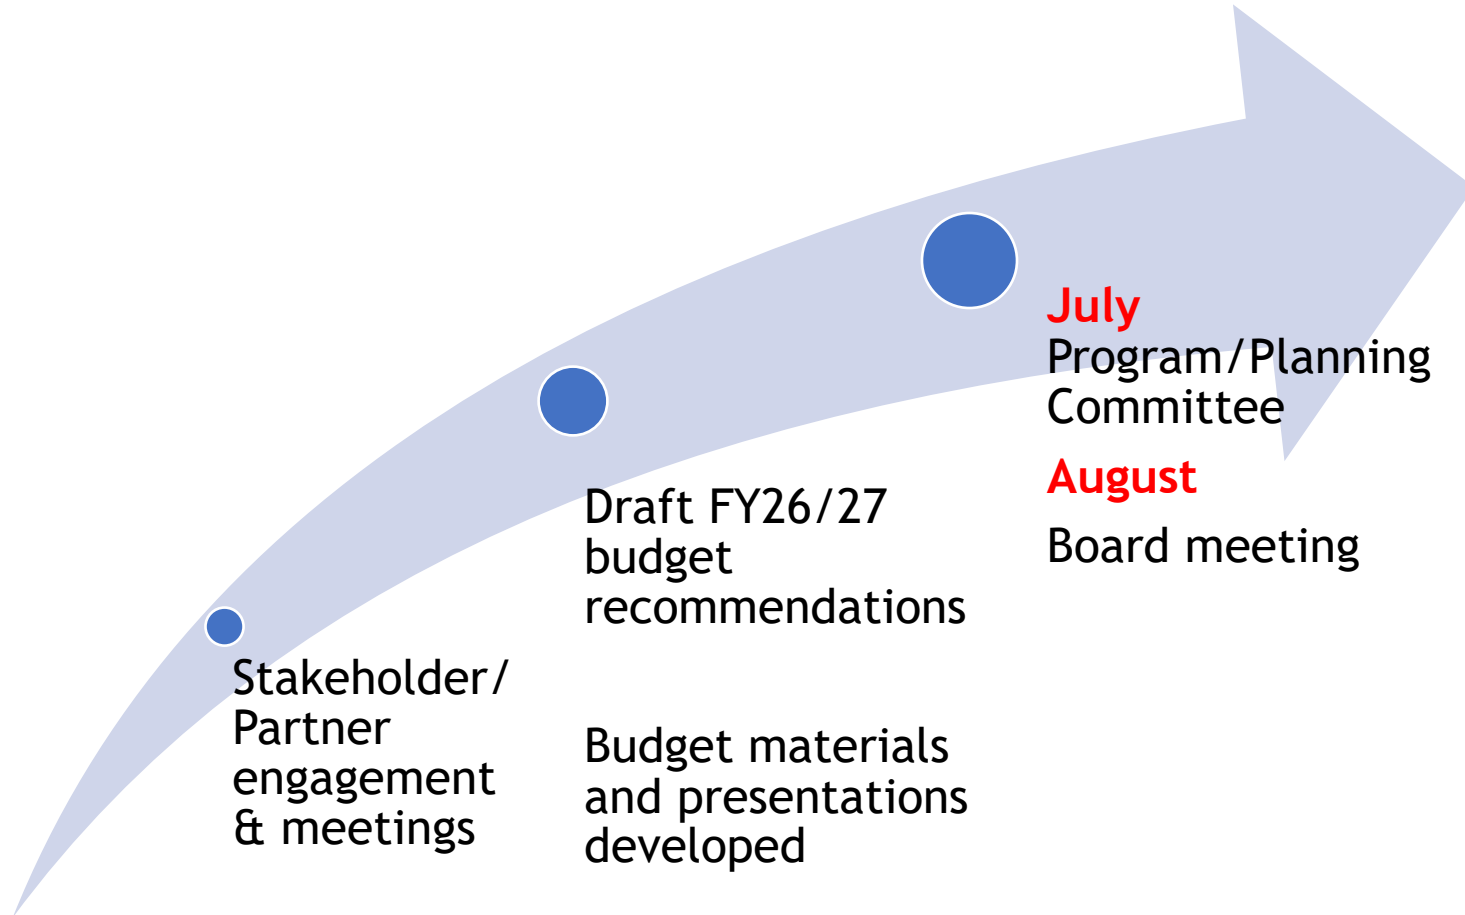 Stakeholder/
Partner
engagement
& meetings
Draft FY26/27
budget
recommendations
Budget materials
and presentations
developed
July
Program/Planning
Committee
August
Board meeting